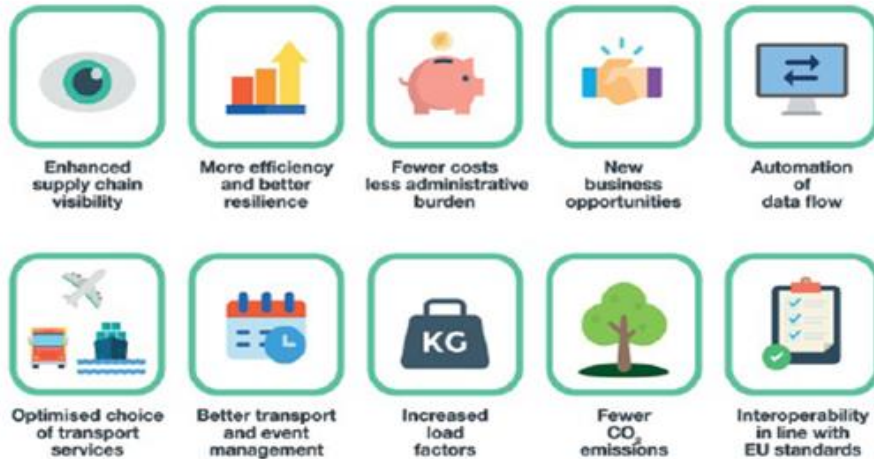 Enhanced
supply chain
visibility
More efficiency
and better
resilience
Fewer costs
less administrative
burden
New
business
opportunities
Automation
of
data flow
Optimised choice
of transport
services
Better transport
and event
management
KG
Increased
load
factors
Fewer
CO₂
emissions
Interoperability
in line with
EU standards